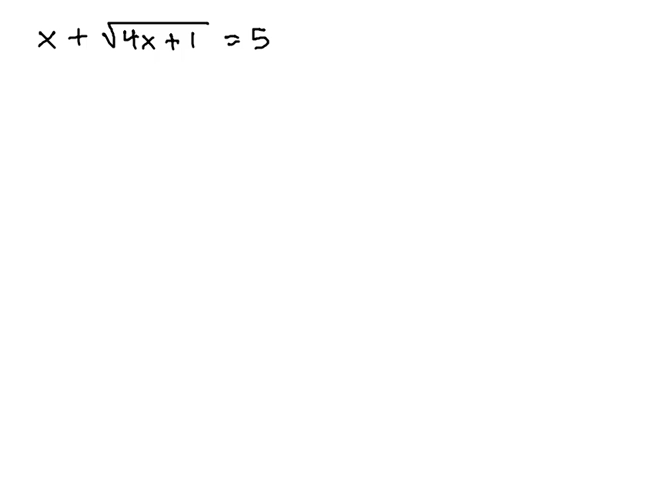 x + √(4x + 1) = 5